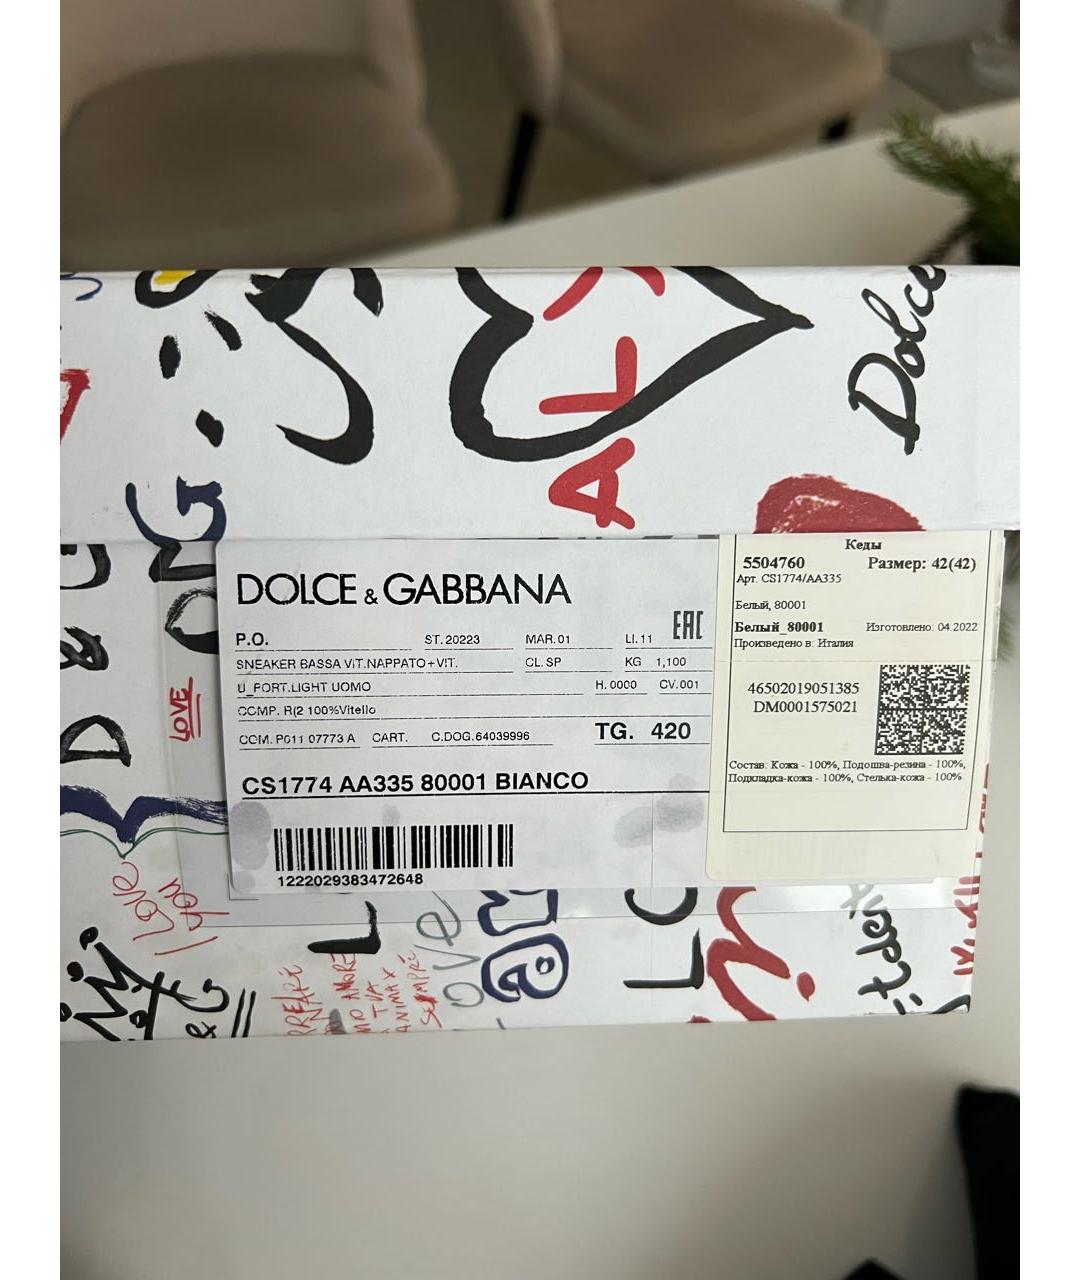 Dolce
ALY
D&G
LOVE
DOLCE & GABBANA
P.O. ST. 20223 MAR. 01 LI. 11
SNEAKER BASSA VIT.NAPPATO+VIT. CL. SP KG 1,100
U_PORT.LIGHT UOMO H. 0000 CV.001
COMP. R(2 100%Vitello
COM. P011 07773 A CART. C.DOG.64039996 TG. 420
CS1774 AA335 80001 BIANCO
1222029383472648
EAC
Кеды
5504760 Размер: 42(42)
Арт. CS1774/AA335
Белый, 80001
Белый_80001 Изготовлено: 04.2022
Произведено в: Италия
46502019051385
DM0001575021
Состав: Кожа - 100%, Подошва-резина - 100%,
Подкладка-кожа - 100%, Стелька-кожа - 100%
I love
you
AMORE
SEMPRE
LOVE